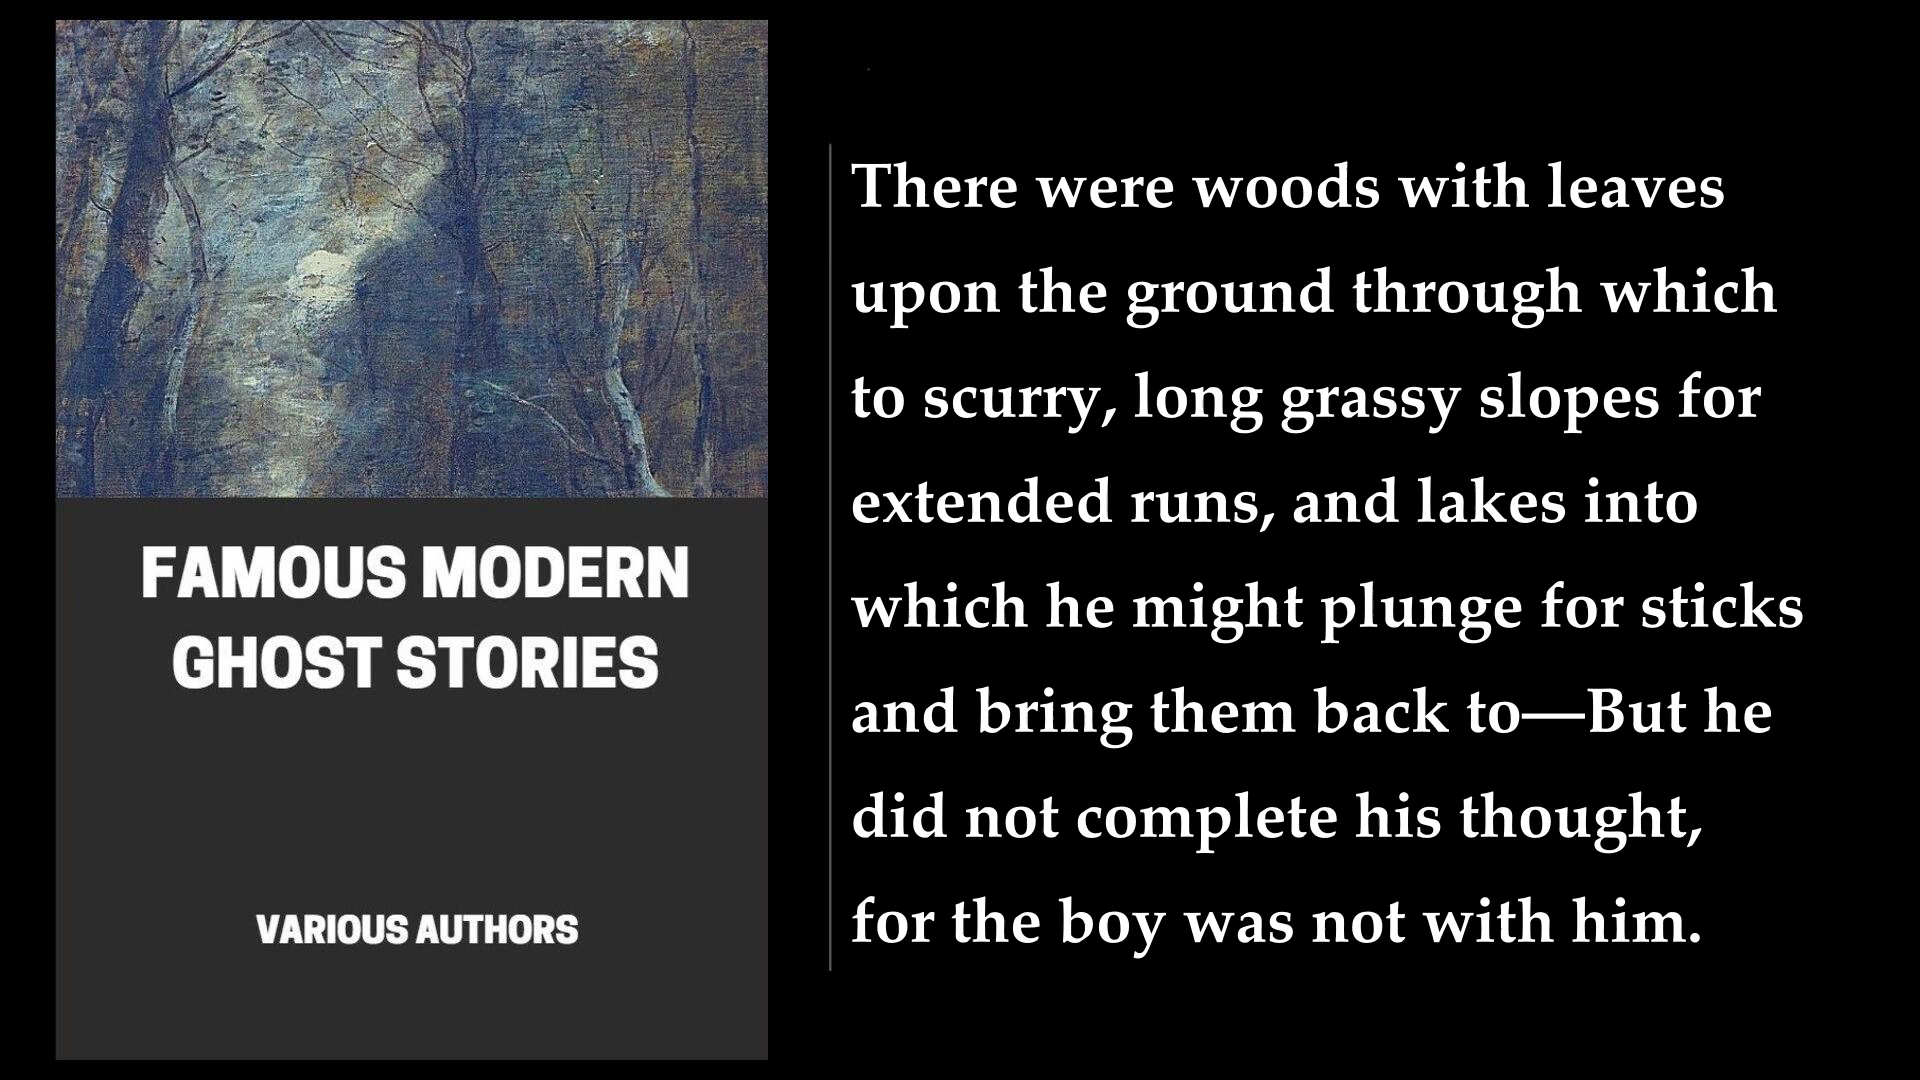 FAMOUS MODERN
GHOST STORIES
VARIOUS AUTHORS
There were woods with leaves
upon the ground through which
to scurry, long grassy slopes for
extended runs, and lakes into
which he might plunge for sticks
and bring them back to—But he
did not complete his thought,
for the boy was not with him.